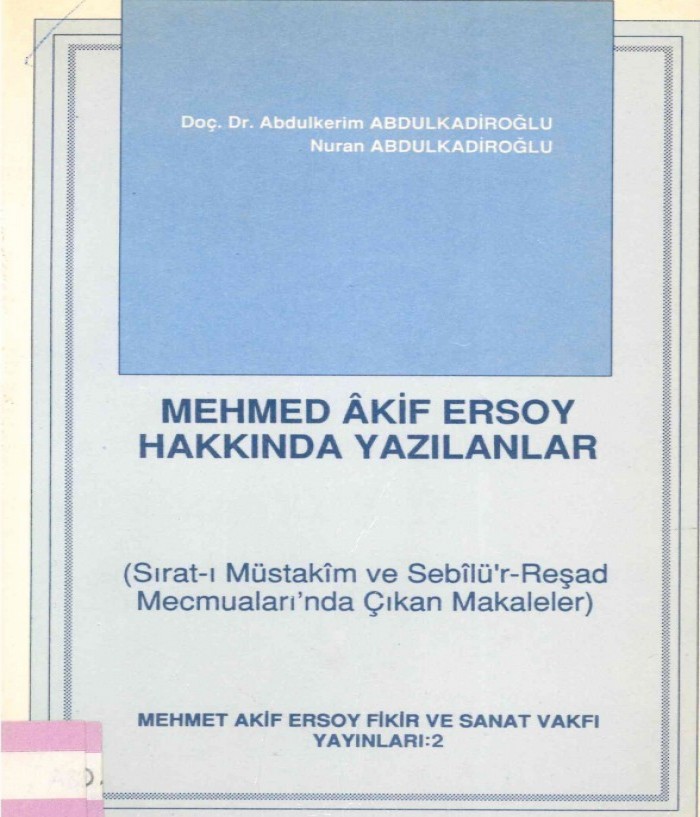 Doç. Dr. Abdulkerim ABDULKADİROĞLU
Nuran ABDULKADİROĞLU
MEHMED ÂKİF ERSOY
HAKKINDA YAZILANLAR
(Sırat-ı Müstakîm ve Sebîlü'r-Reşad
Mecmuaları'nda Çıkan Makaleler)
MEHMET AKİF ERSOY FİKİR VE SANAT VAKFI
YAYINLARI:2